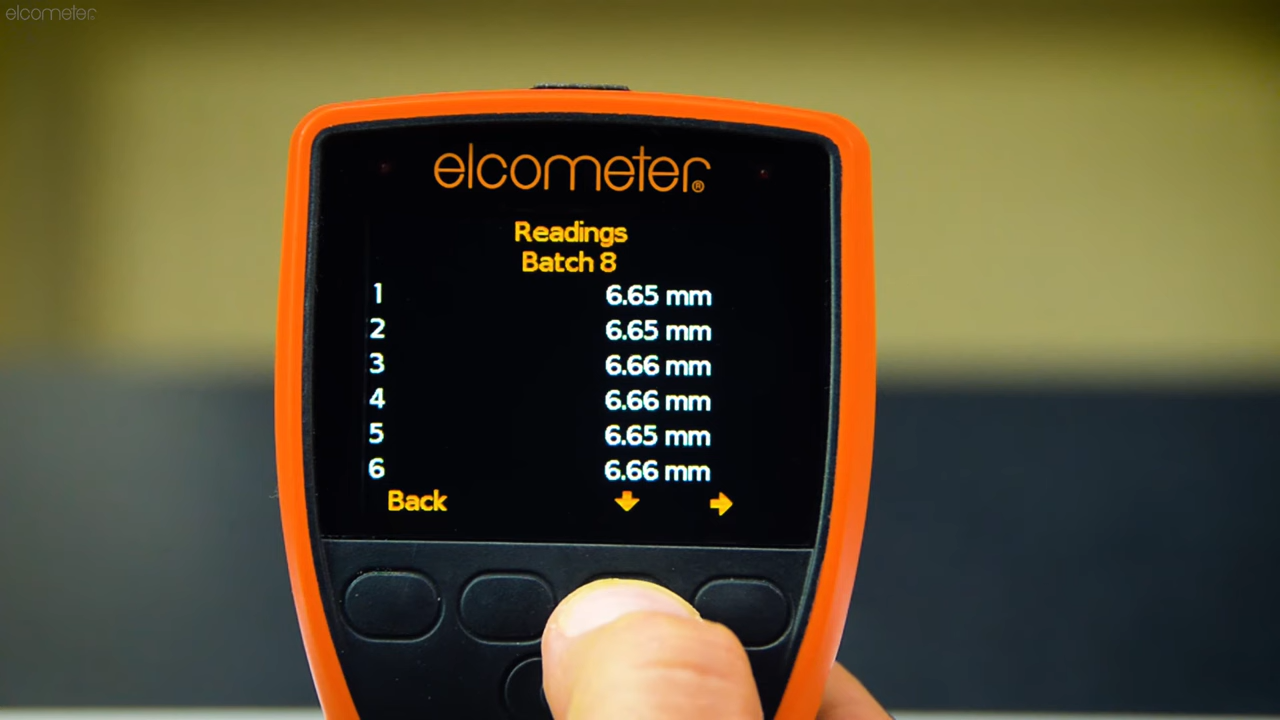 elcometer
elcometer®
Readings
Batch 8
1 6.65 mm
2 6.65 mm
3 6.66 mm
4 6.66 mm
5 6.65 mm
6 6.66 mm
Back